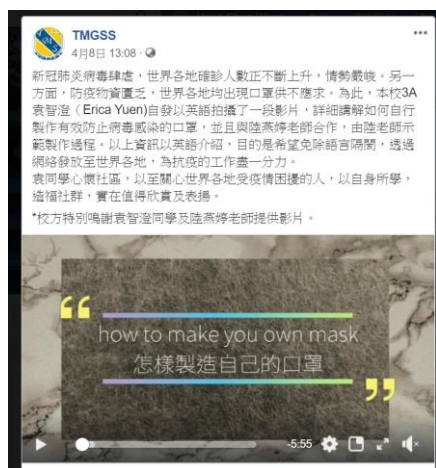 TMGSS
4月8日 13:08
新冠肺炎病毒肆虐，世界各地確診人數正不斷上升，情勢嚴峻。另一
方面，防疫物資匱乏，世界各地均出現口罩供不應求。為此，本校3A
袁智澄（Erica Yuen)自發以英語拍攝了一段影片，詳細講解如何自行
製作有效防止病毒感染的口罩，並且與陸燕婷老師合作，由陸老師示
範製作過程。以上資訊以英語介紹，目的是希望免除語言隔閡，透過
網絡發放至世界各地，為抗疫的工作盡一分力。
袁同學心懷社區，以至關心世界各地受疫情困擾的人，以自身所學，
造福社群，實在值得欣賞及表揚。
*校方特別鳴謝袁智澄同學及陸燕婷老師提供影片。
“
how to make you own mask
怎樣製造自己的口罩
”
-5:55